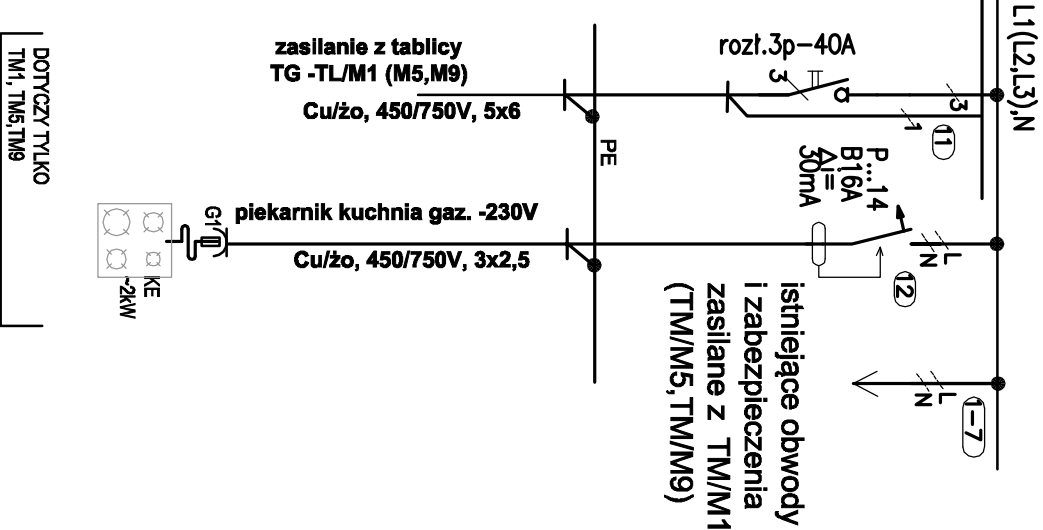 L1(L2,L3),N
zasilanie z tablicy
TG -TL/M1 (M5,M9)
Cu/żo, 450/750V, 5x6
rozł.3p-40A
3
3
1
11
PE
DOTYCZY TYLKO
TM1, TM5,TM9
P...14
B16A
ΔI=
30mA
G1
piekarnik kuchnia gaz. -230V
Cu/żo, 450/750V, 3x2,5
KE
~2kW
L
N
12
istniejące obwody
i zabezpieczenia
zasilane z TM/M1
(TM/M5,TM/M9)
L
N
1-7